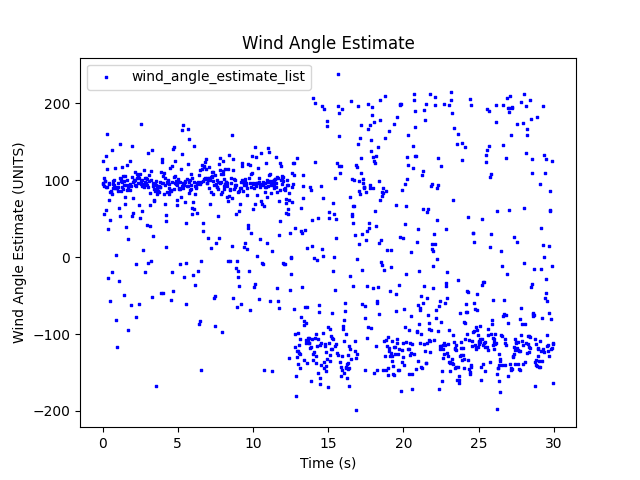 Wind Angle Estimate
wind_angle_estimate_list
Wind Angle Estimate (UNITS)
200
100
0
−100
−200
0 5 10 15 20 25 30
Time (s)